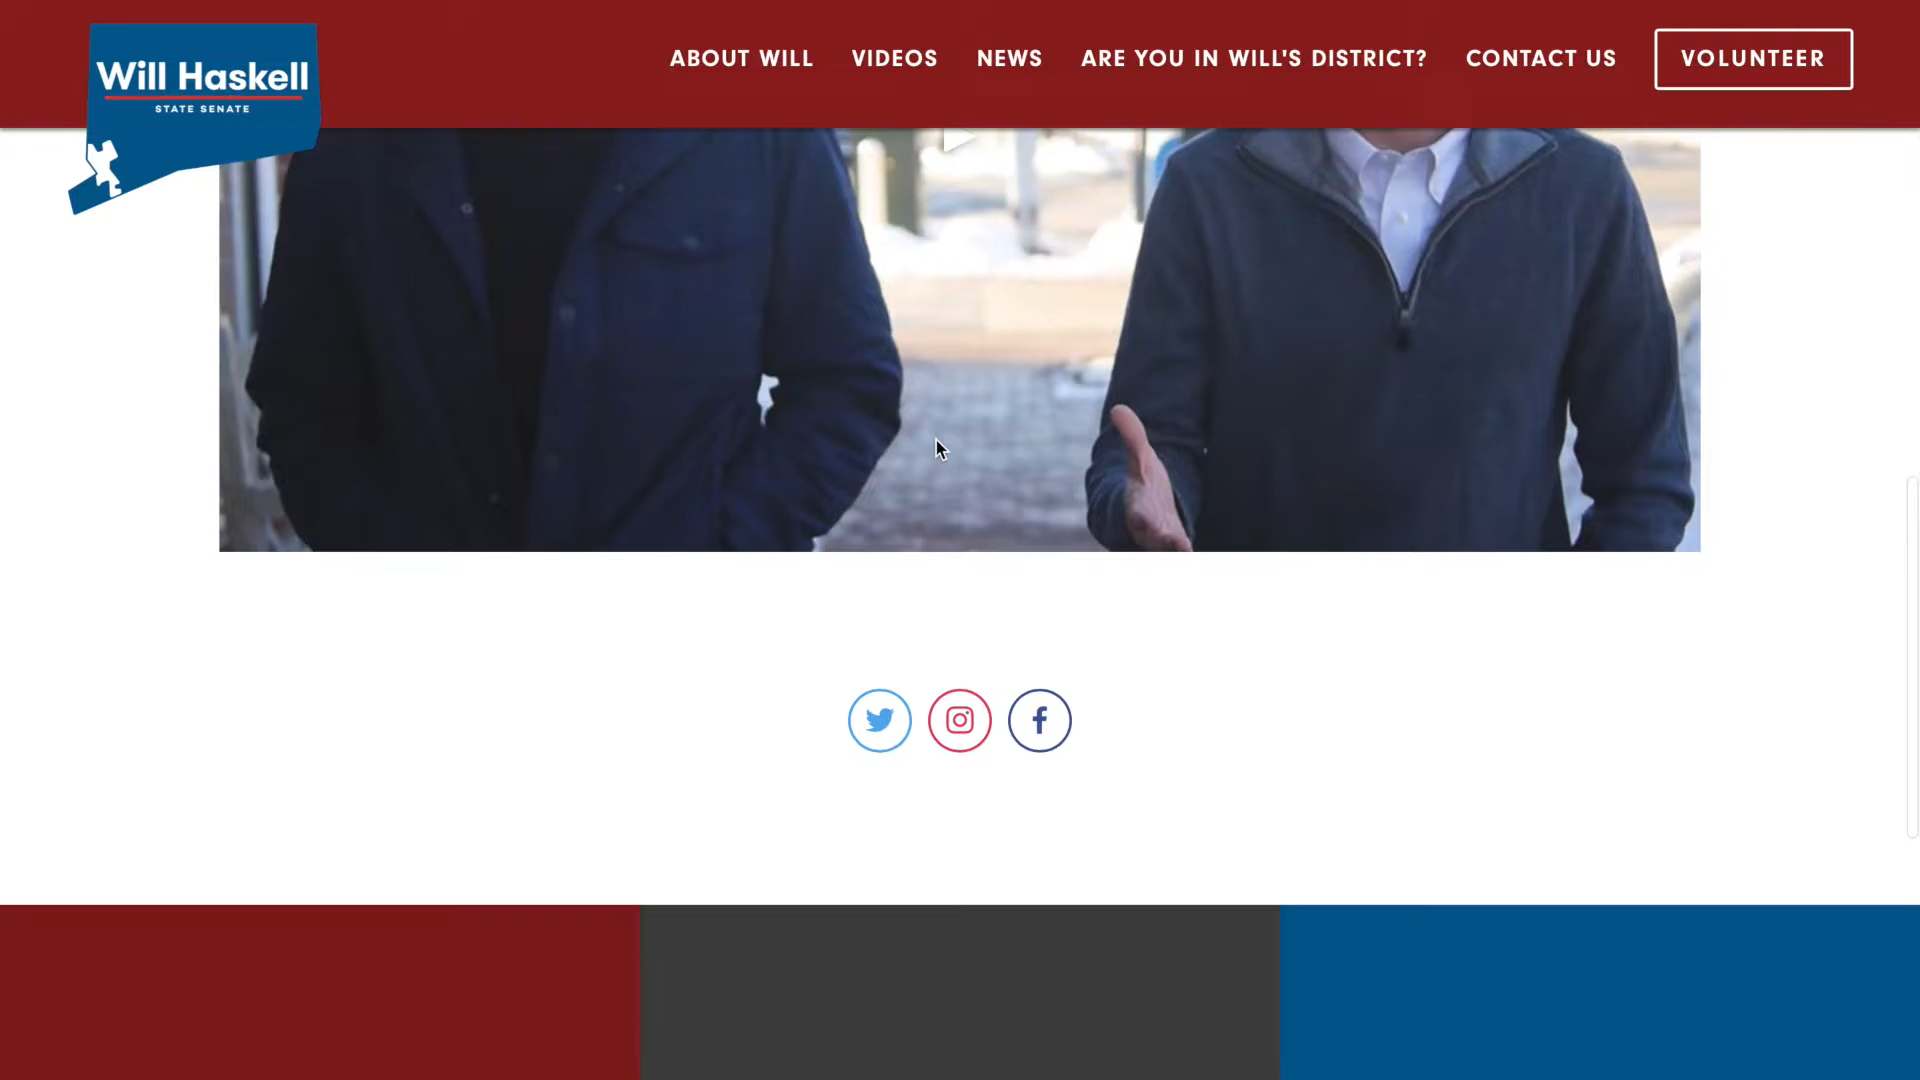 Will Haskell
STATE SENATE
ABOUT WILL
VIDEOS
NEWS
ARE YOU IN WILL'S DISTRICT?
CONTACT US
VOLUNTEER